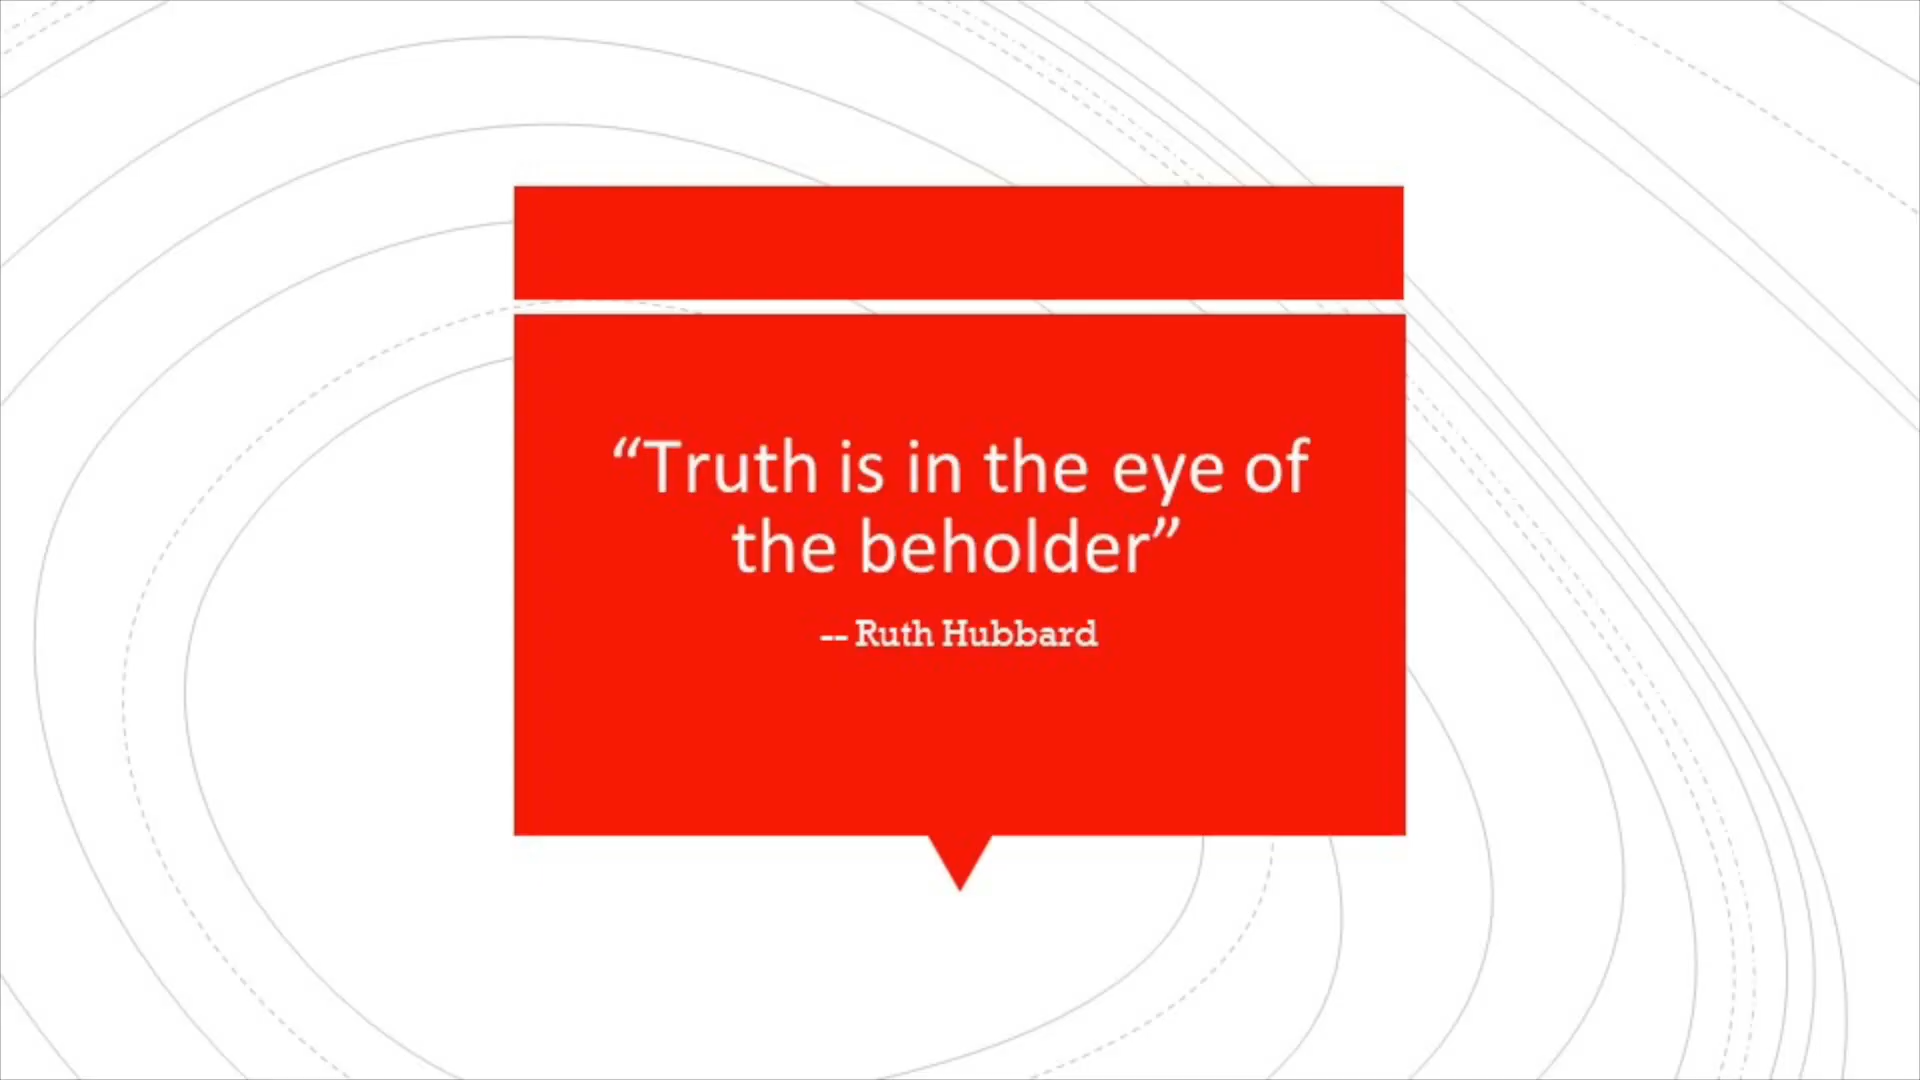 “Truth is in the eye of
the beholder”
-- Ruth Hubbard